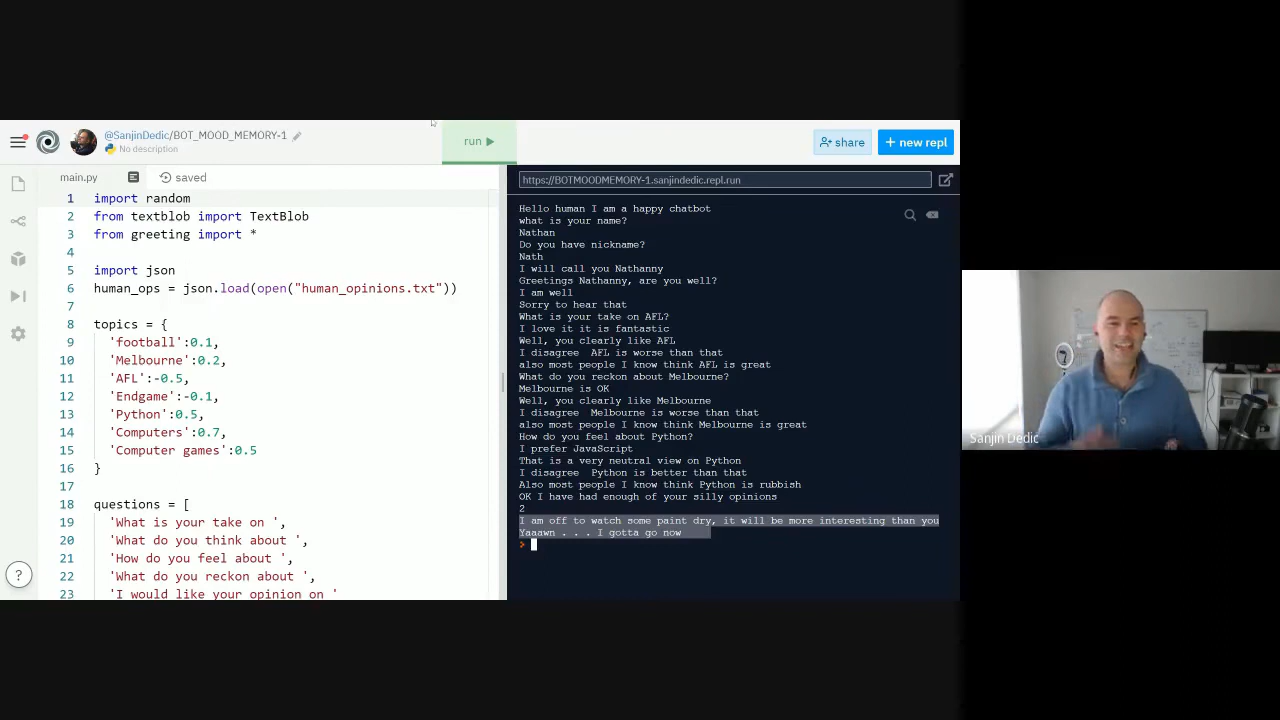 @SanjinDedic/BOT_MOOD_MEMORY-1
No description
run
share
+ new repl
main.py
saved
https://BOTMOODMEMORY-1.sanjindedic.repl.run
1 import random
2 from textblob import TextBlob
3 from greeting import *
4
5 import json
6 human_ops = json.load(open("human_opinions.txt"))
7
8 topics = {
9 'football':0.1,
10 'Melbourne':0.2,
11 'AFL':-0.5,
12 'Endgame':-0.1,
13 'Python':0.5,
14 'Computers':0.7,
15 'Computer games':0.5
16 }
17
18 questions = [
19 'What is your take on ',
20 'What do you think about ',
21 'How do you feel about ',
22 'What do you reckon about ',
23 'I would like your opinion on '
?
Hello human I am a happy chatbot
what is your name?
Nathan
Do you have nickname?
Nath
I will call you Nathanny
Greetings Nathanny, are you well?
I am well
Sorry to hear that
What is your take on AFL?
I love it it is fantastic
Well, you clearly like AFL
I disagree  AFL is worse than that
also most people I know think AFL is great
What do you reckon about Melbourne?
Melbourne is OK
Well, you clearly like Melbourne
I disagree  Melbourne is worse than that
also most people I know think Melbourne is great
How do you feel about Python?
I prefer JavaScript
That is a very neutral view on Python
I disagree  Python is better than that
Also most people I know think Python is rubbish
OK I have had enough of your silly opinions
2
I am off to watch some paint dry, it will be more interesting than you
Yaaawn . . . I gotta go now
>
Sanjin Dedic